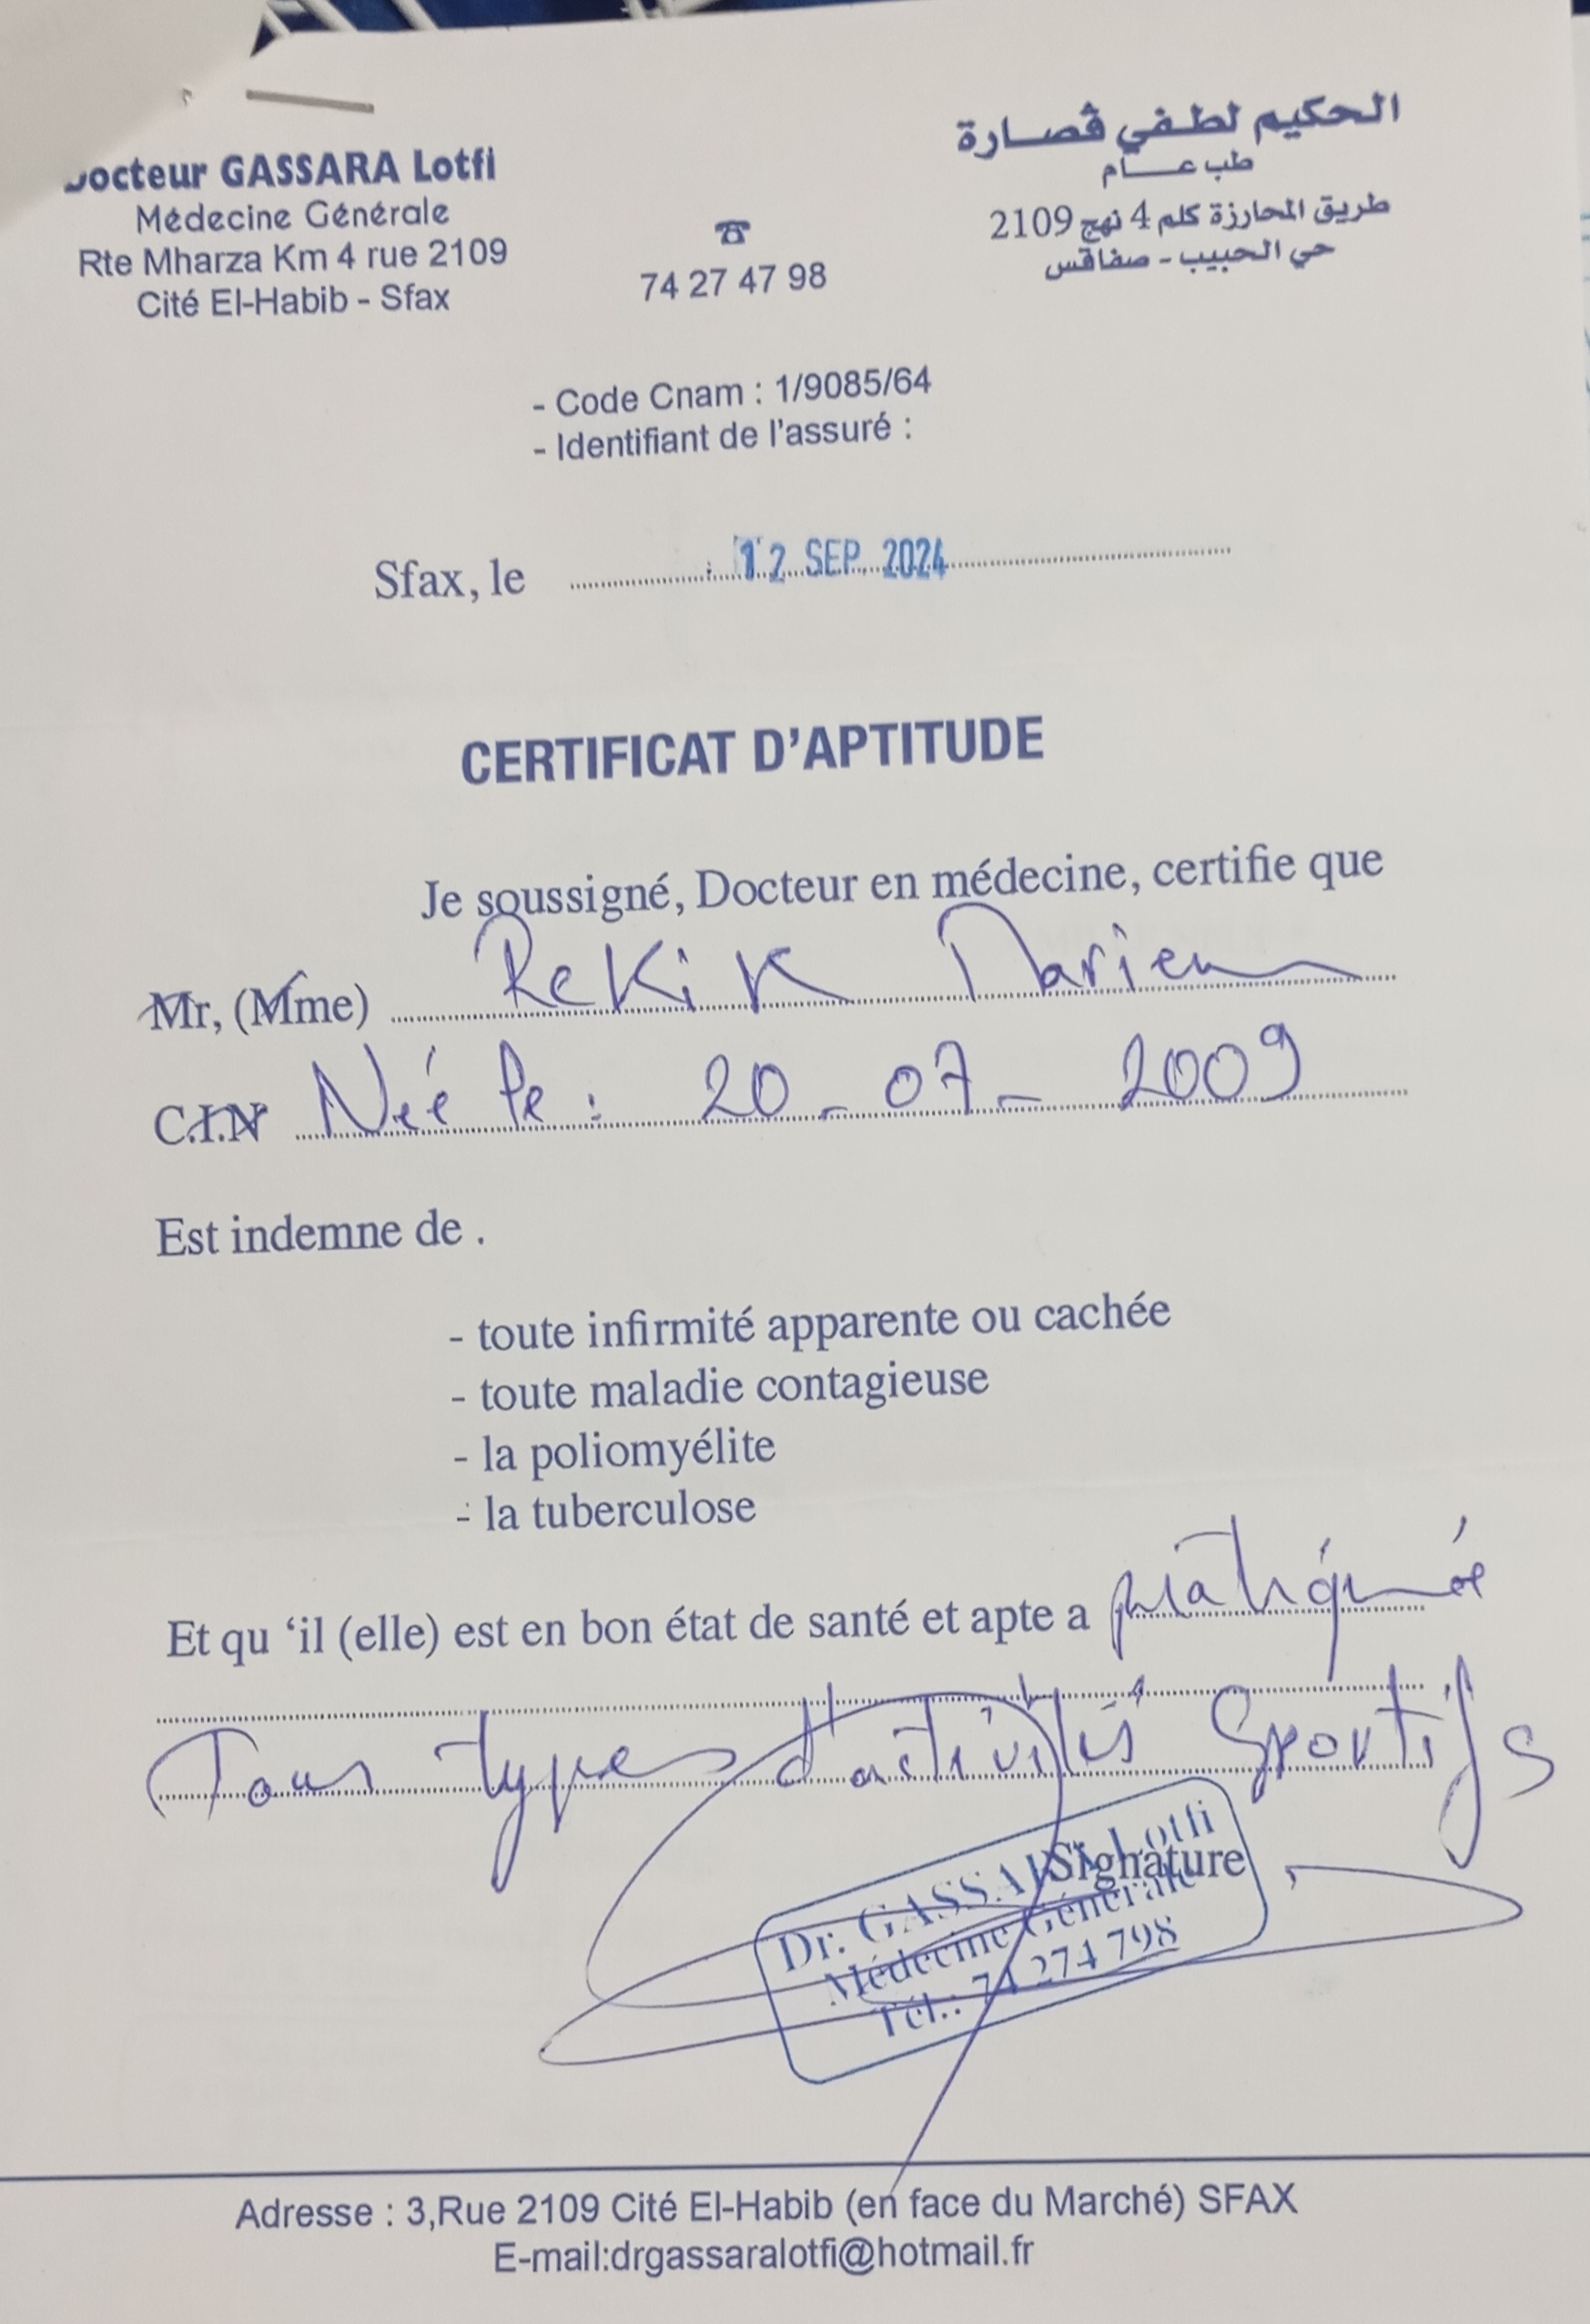 Docteur GASSARA Lotfi
Médecine Générale
Rte Mharza Km 4 rue 2109
Cité El-Habib - Sfax
☎
74 27 47 98
الحكيم لطفي ڨصارة
طب عــام
طريق المحارزة كلم 4 نهج 2109
حي الحبيب - صفاقس
- Code Cnam : 1/9085/64
- Identifiant de l'assuré :
Sfax, le 12 SEP. 2024
CERTIFICAT D'APTITUDE
Je soussigné, Docteur en médecine, certifie que
Mr, (Mme) ReKiK Mariem
C.I.N Née le : 20-07-2009
Est indemne de .
- toute infirmité apparente ou cachée
- toute maladie contagieuse
- la poliomyélite
- la tuberculose
Et qu 'il (elle) est en bon état de santé et apte a pratiquée
Tous types d'activités Sportifs
Signature
Dr. GASSARA Lotfi
Médecine Générale
Tél.: 74 274 798
Adresse : 3,Rue 2109 Cité El-Habib (en face du Marché) SFAX
E-mail:drgassaralotfi@hotmail.fr